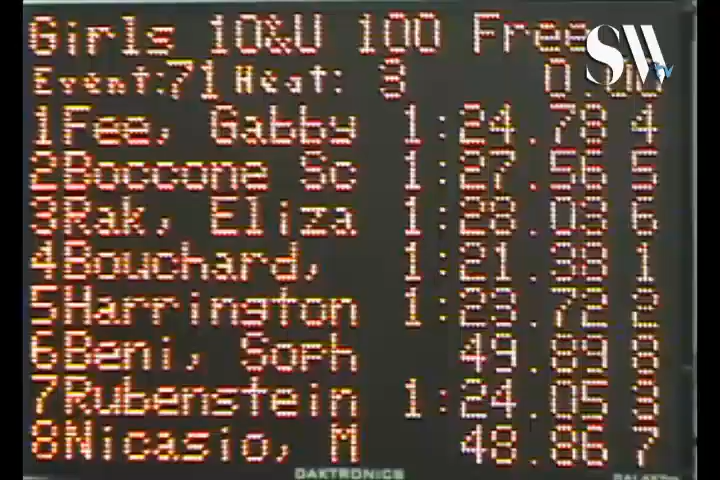 Girls 10&U 100 Free
SW TV
Event:71 Heat: 3 0.00
1Fee, Gabby 1:24.78 4
2Boccone Sc 1:27.56 5
3Rak, Eliza 1:28.03 6
4Bouchard, 1:21.38 1
5Harrington 1:23.72 2
6Beni, Soph 49.89 8
7Rubenstein 1:24.05 3
8Nicasio, M 48.86 7
DAKTRONICS